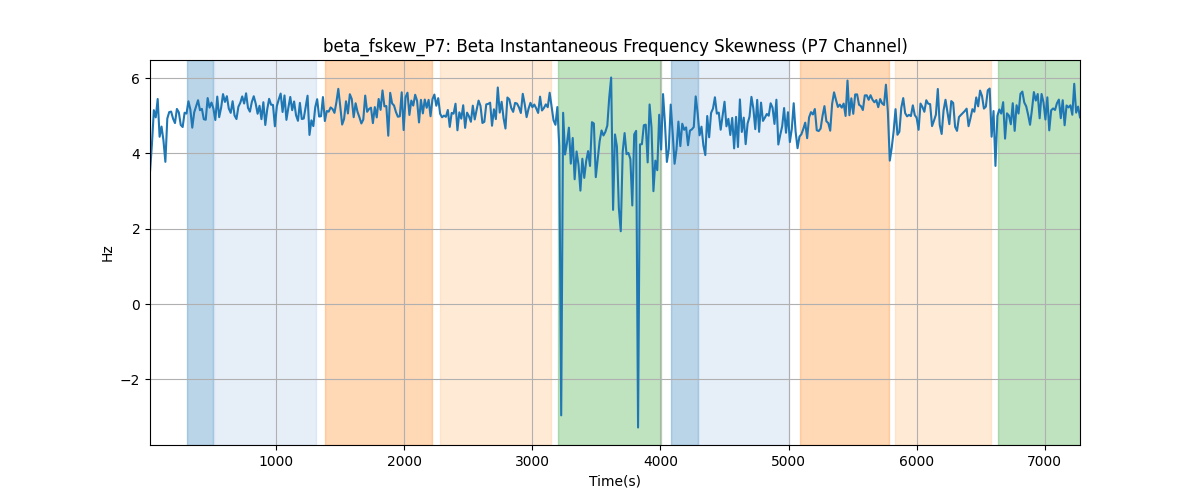 beta_fskew_P7: Beta Instantaneous Frequency Skewness (P7 Channel)
6
4
2
0
−2
Hz
1000 2000 3000 4000 5000 6000 7000
Time(s)